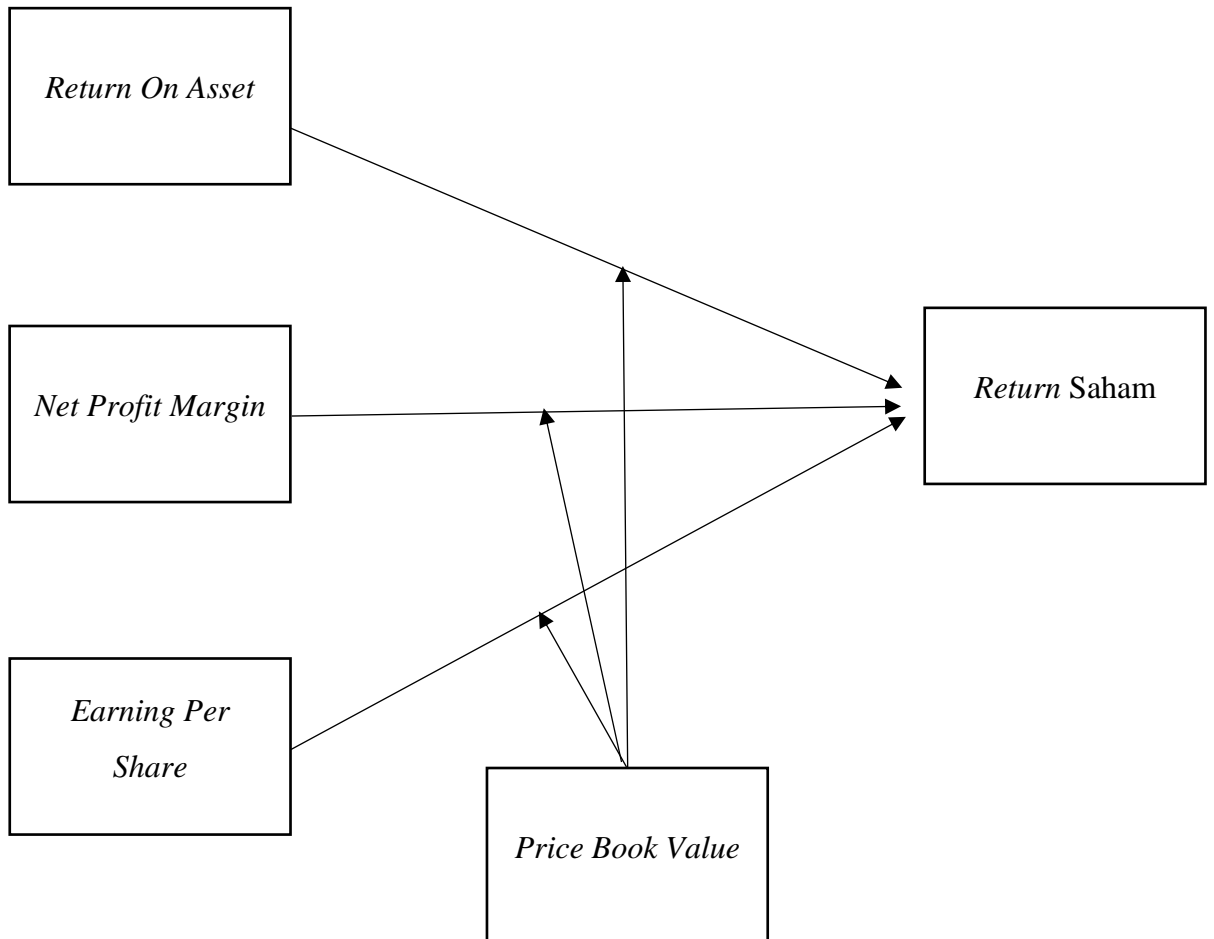 Return On Asset
Net Profit Margin
Return Saham
Earning Per
Share
Price Book Value